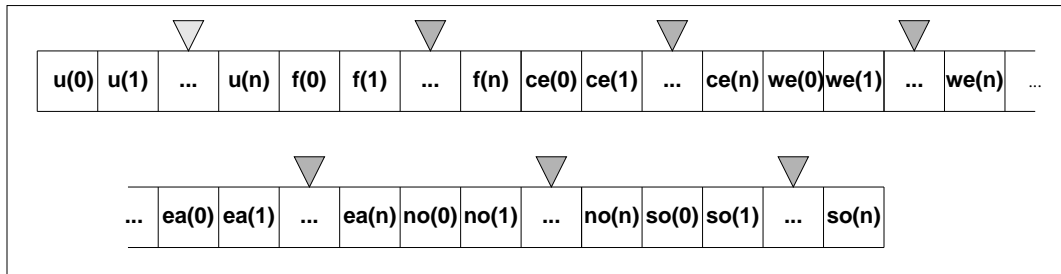 u(0) u(1) ... u(n) f(0) f(1) ... f(n) ce(0) ce(1) ... ce(n) we(0) we(1) ... we(n) ...
... ea(0) ea(1) ... ea(n) no(0) no(1) ... no(n) so(0) so(1) ... so(n)